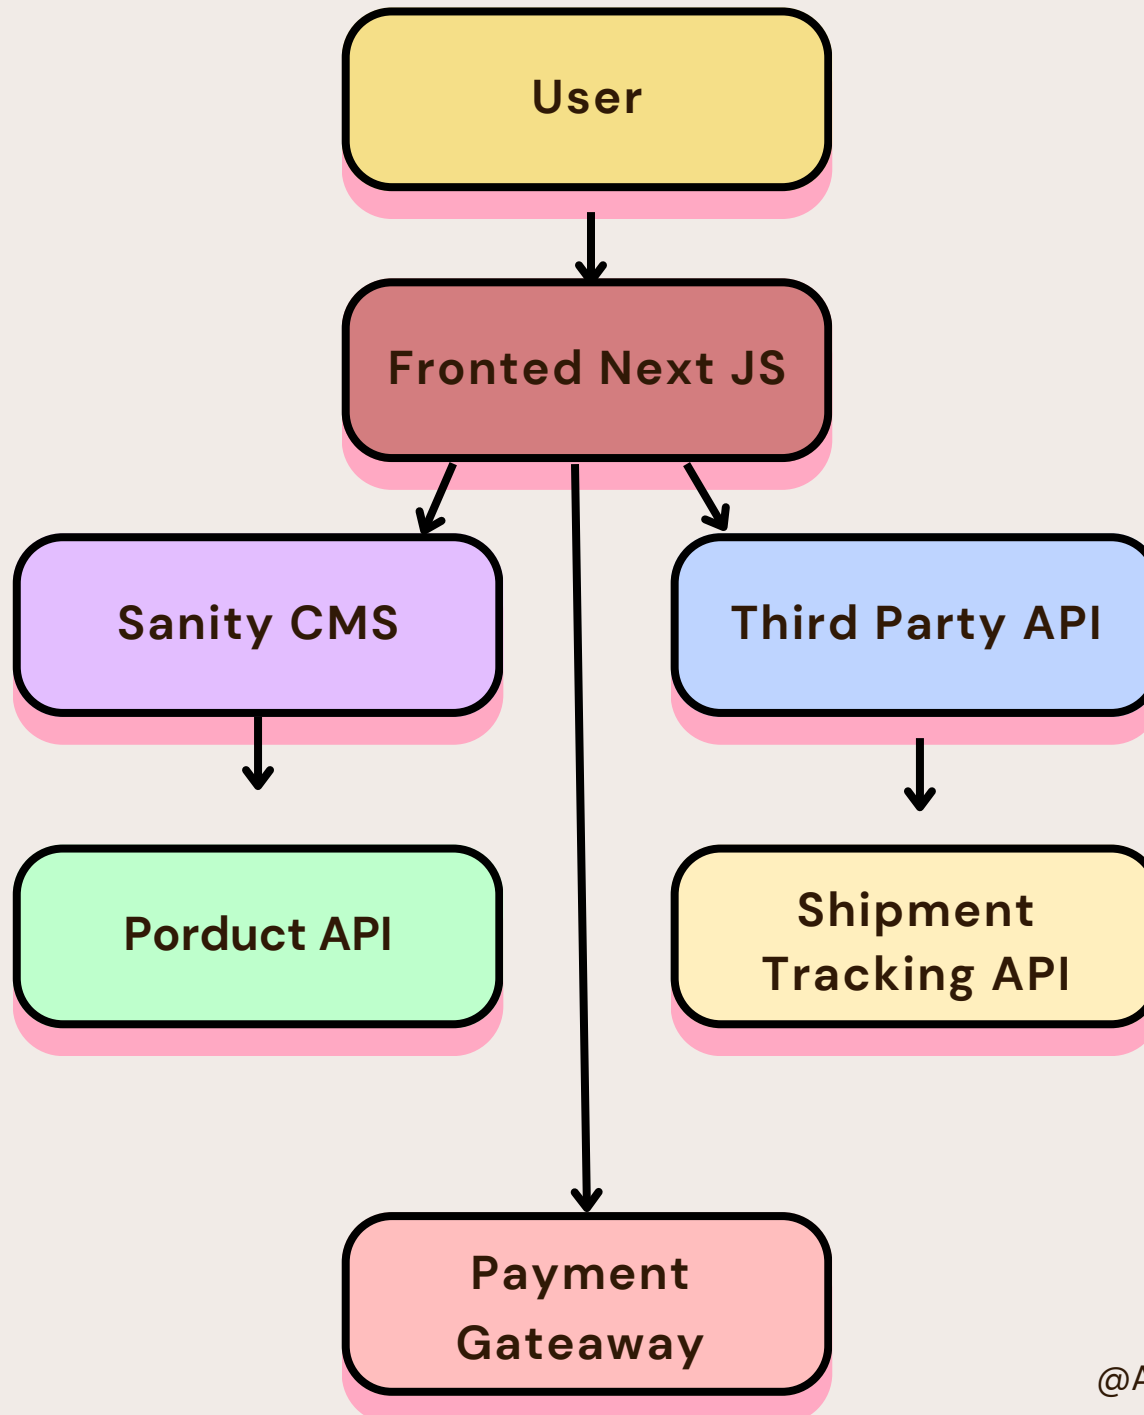 User
Fronted Next JS
Sanity CMS
Third Party API
Porduct API
Shipment
Tracking API
Payment
Gateaway
@A